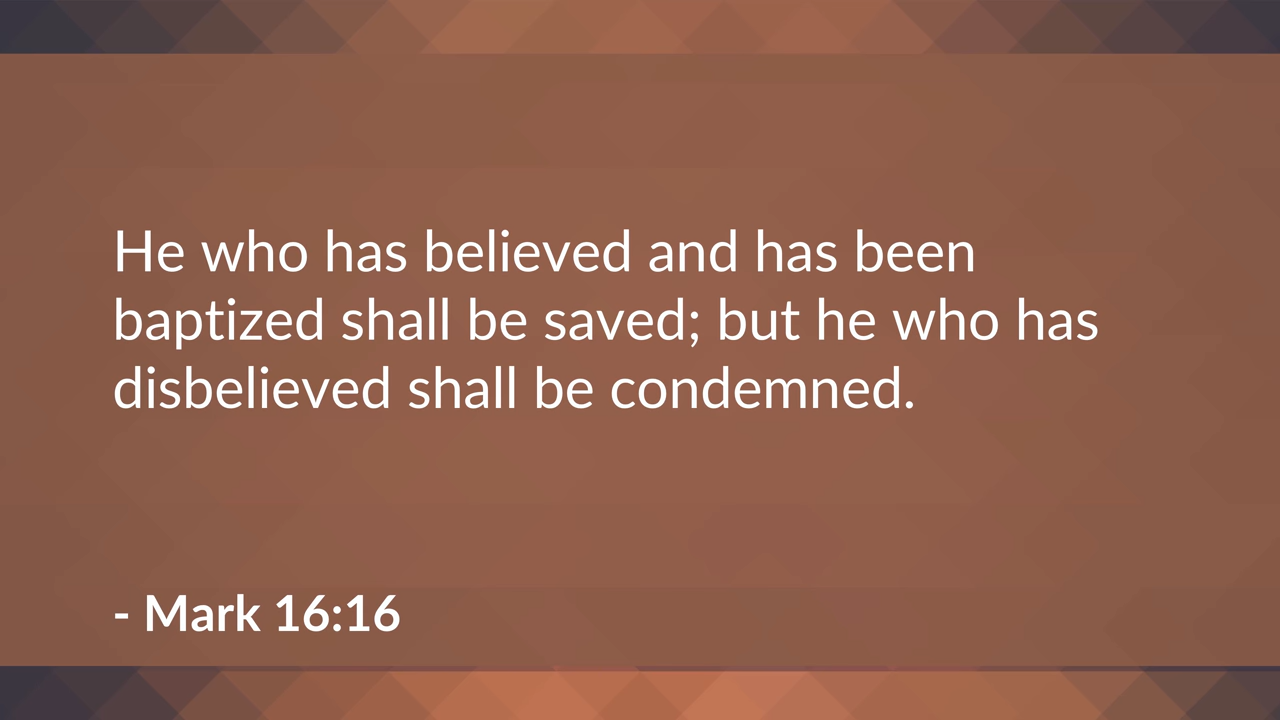 He who has believed and has been
baptized shall be saved; but he who has
disbelieved shall be condemned.
- Mark 16:16